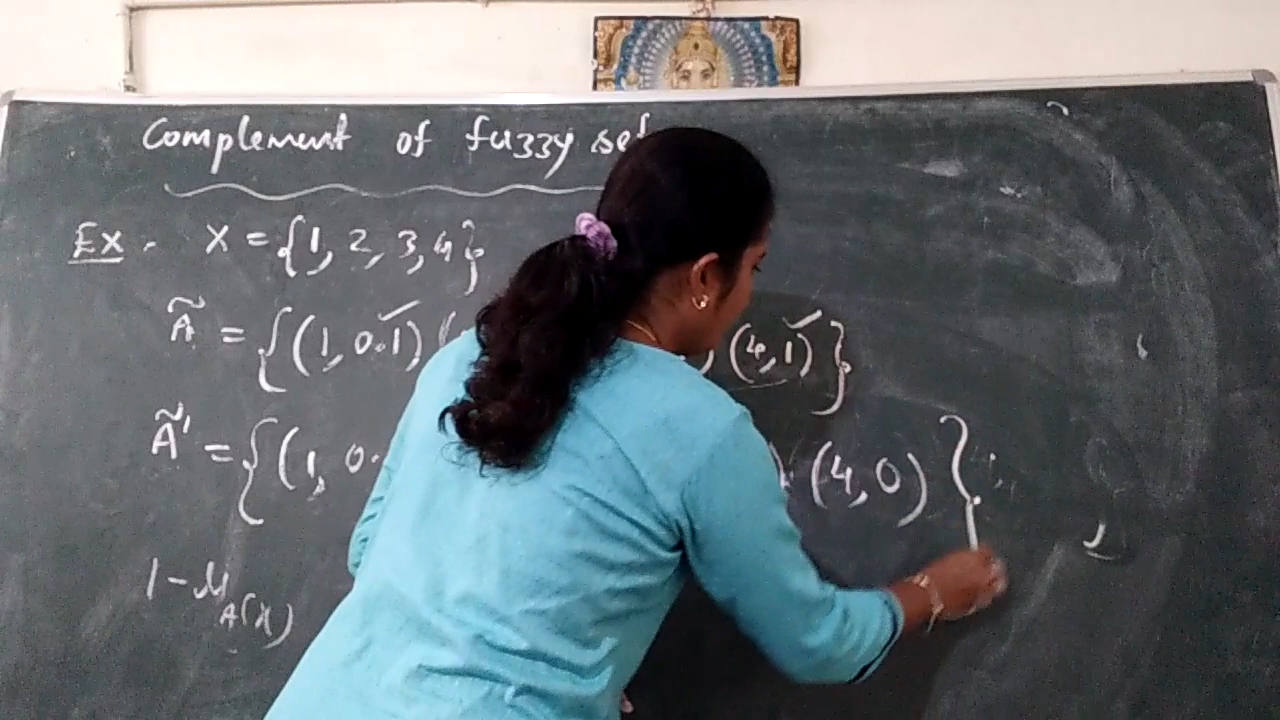 Complement of fuzzy set
Ex. X = {1, 2, 3, 4}
Ã = {(1, 0.1) , (4, 1)}
Ã' = {(1, 0. (4, 0)}
1 - μ_A(x)